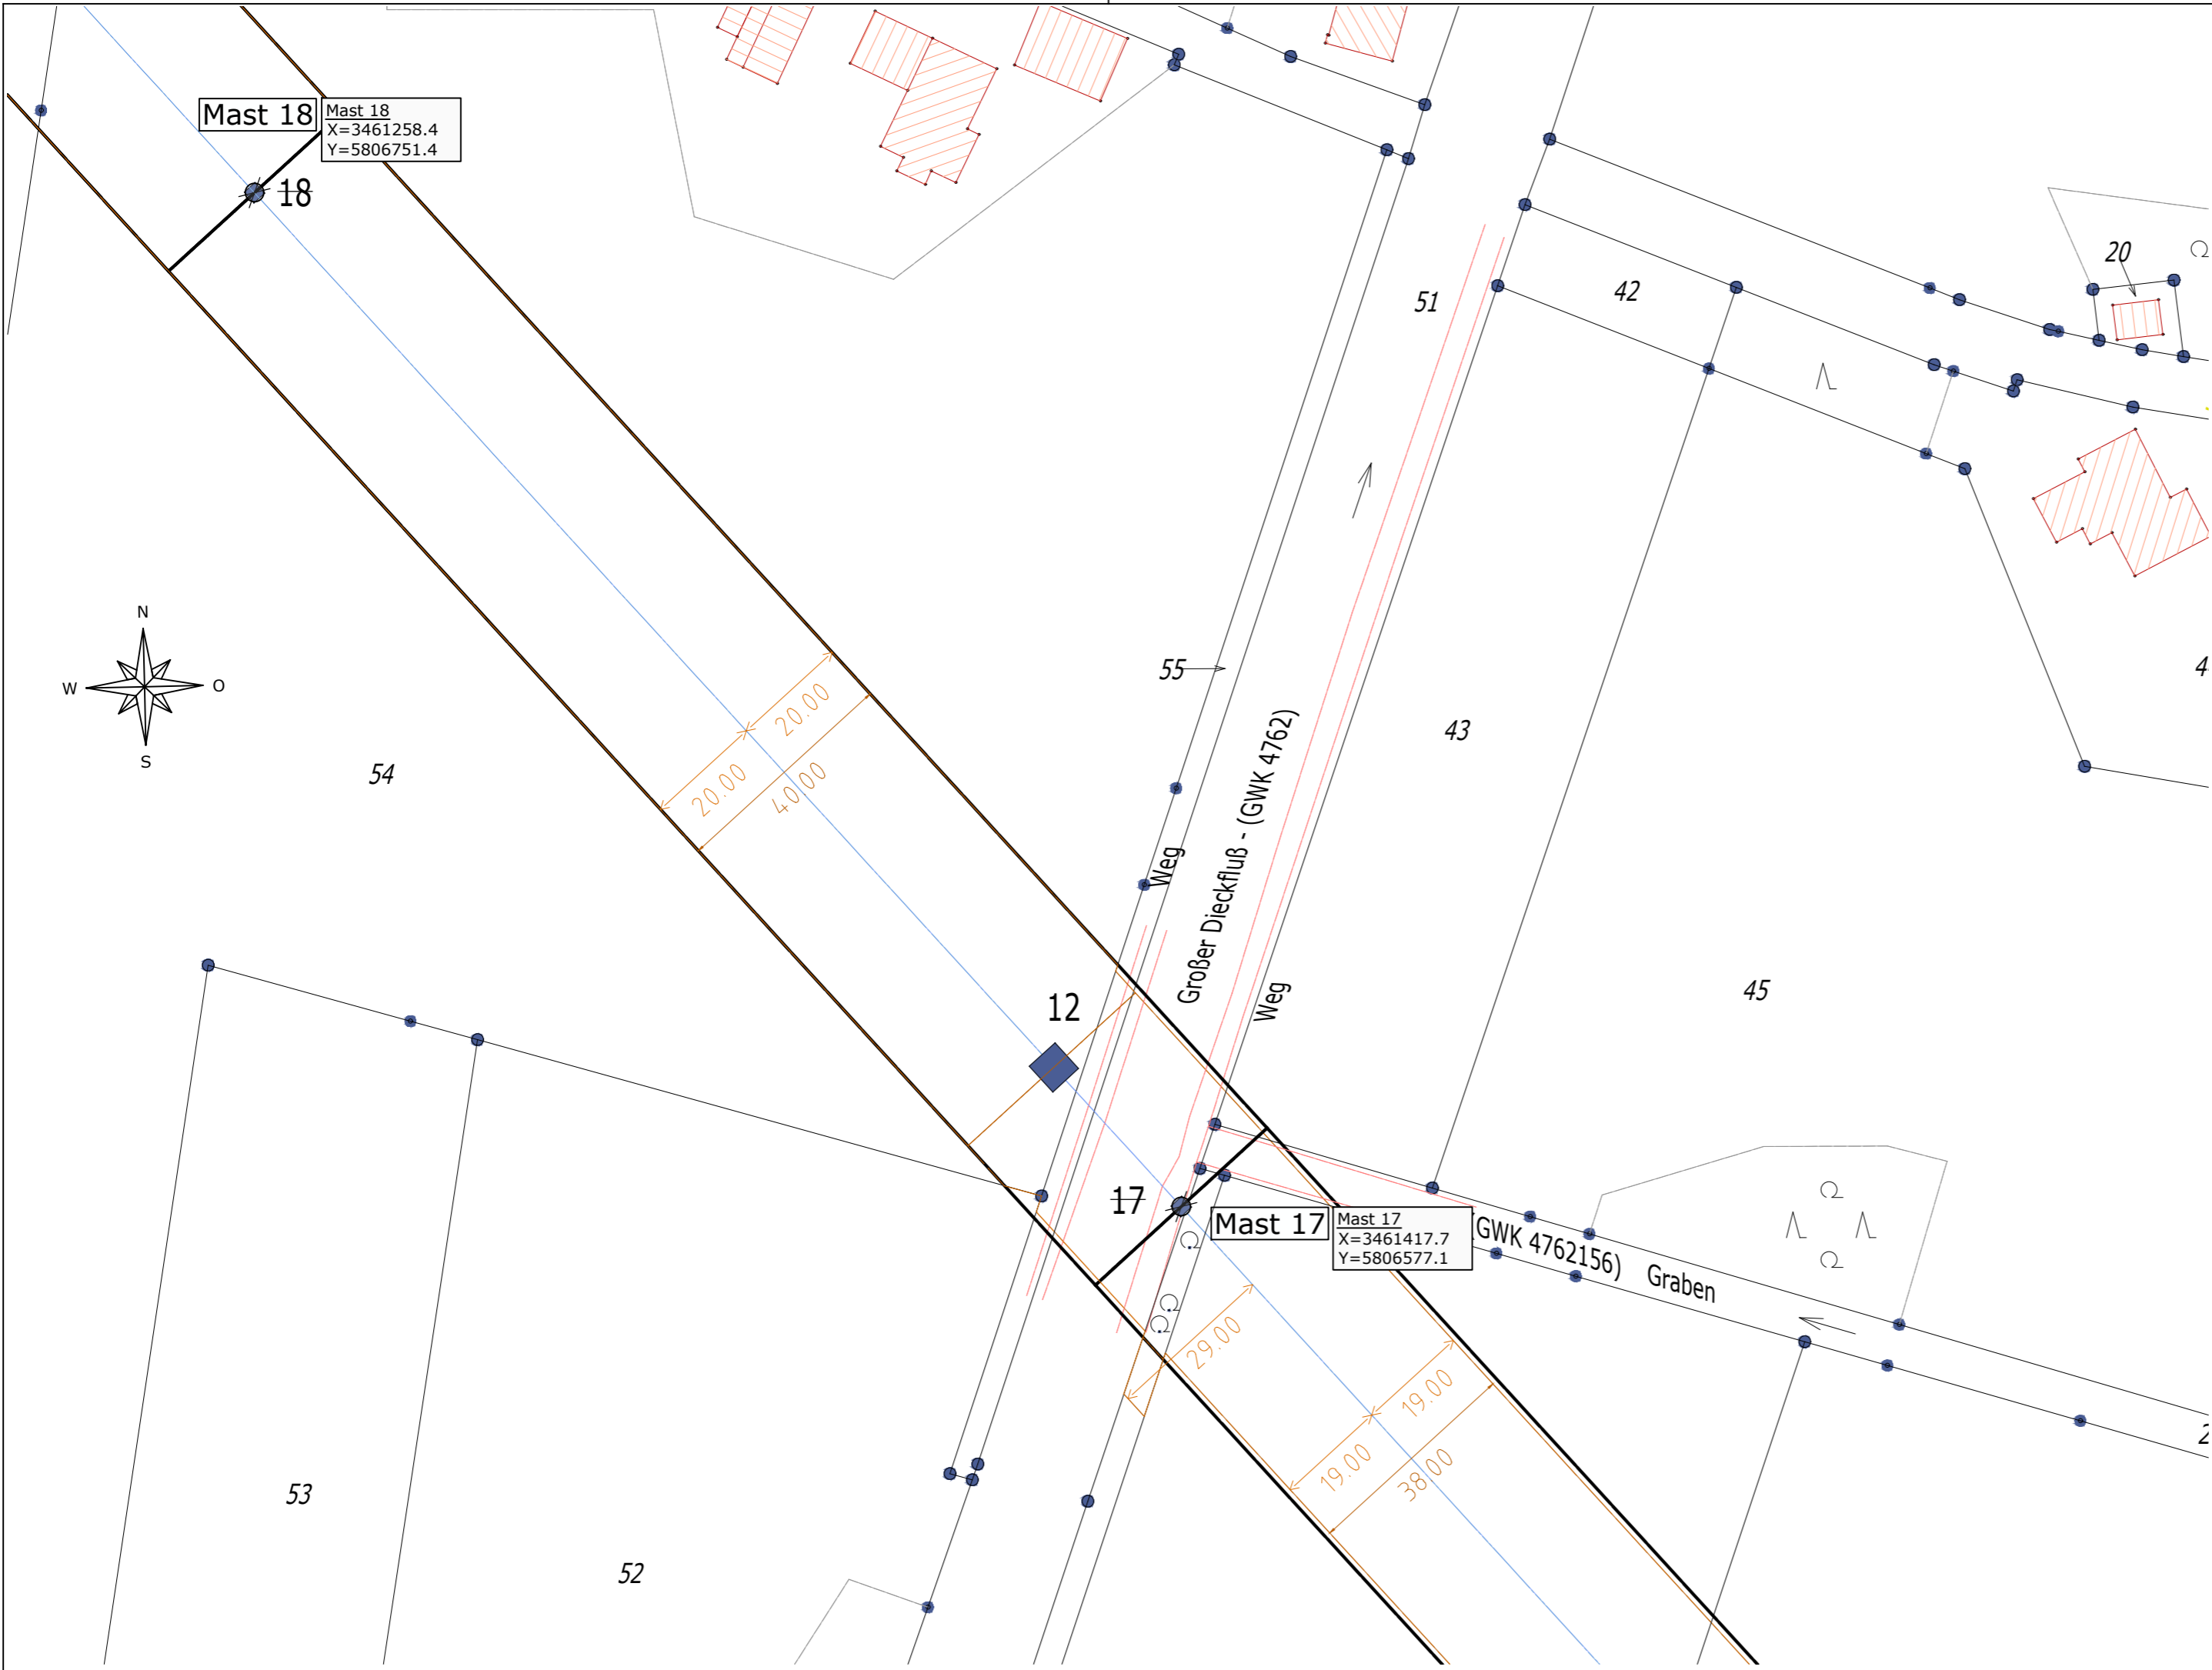 Mast 18
Mast 18
X=3461258.4
Y=5806751.4
18
20
51
42
N
W
O
S
55
20.00
20.00
40.00
43
54
Großer Dieckfluß - (GWK 4762)
Weg
Weg
12
45
17
Mast 17
Mast 17
X=3461417.7
Y=5806577.1
(GWK 4762156)
Graben
29.00
19.00
19.00
38.00
53
52